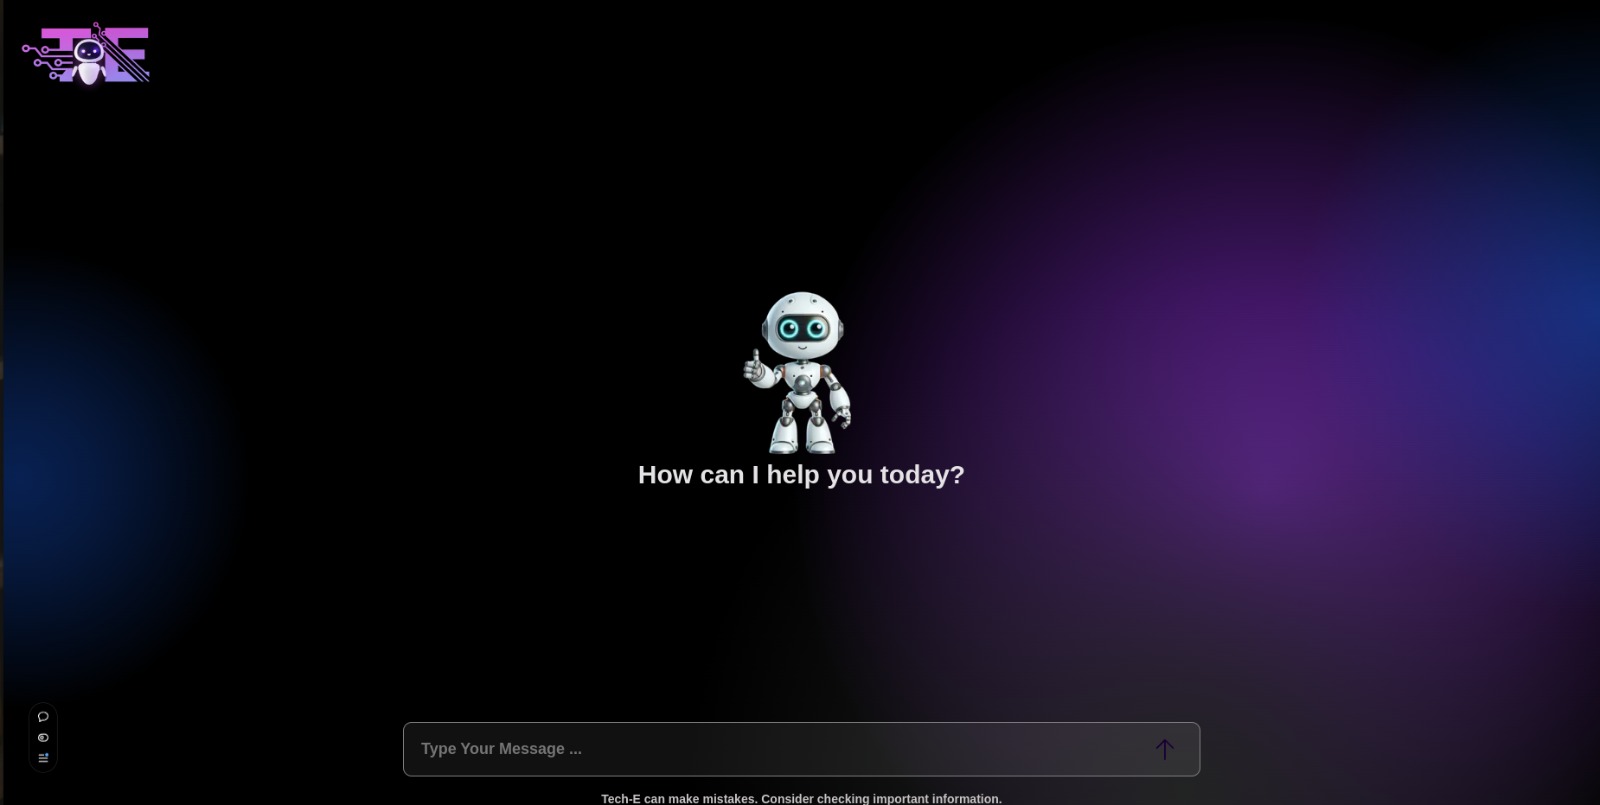 TE
How can I help you today?
Type Your Message ...
Tech-E can make mistakes. Consider checking important information.